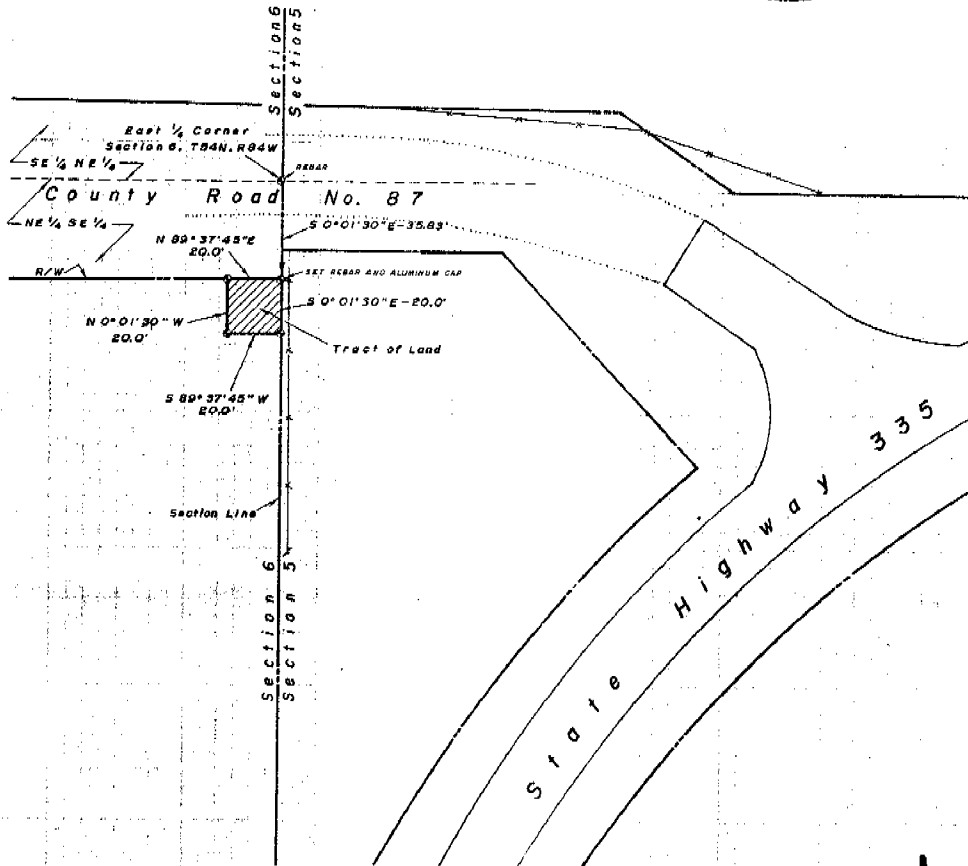 Section 6
Section 5
East 1/4 Corner
Section 6, T54N, R84W
REBAR
SE 1/4 NE 1/4
County Road No. 87
NE 1/4 SE 1/4
S 0°01'30"E-35.83'
N 89°37'45"E
20.0'
R/W
SET REBAR AND ALUMINUM CAP
S 0°01'30"E-20.0'
N 0°01'30"W
20.0'
Tract of Land
S 89°37'45"W
20.0'
Section Line
Section 6
Section 5
State Highway 335